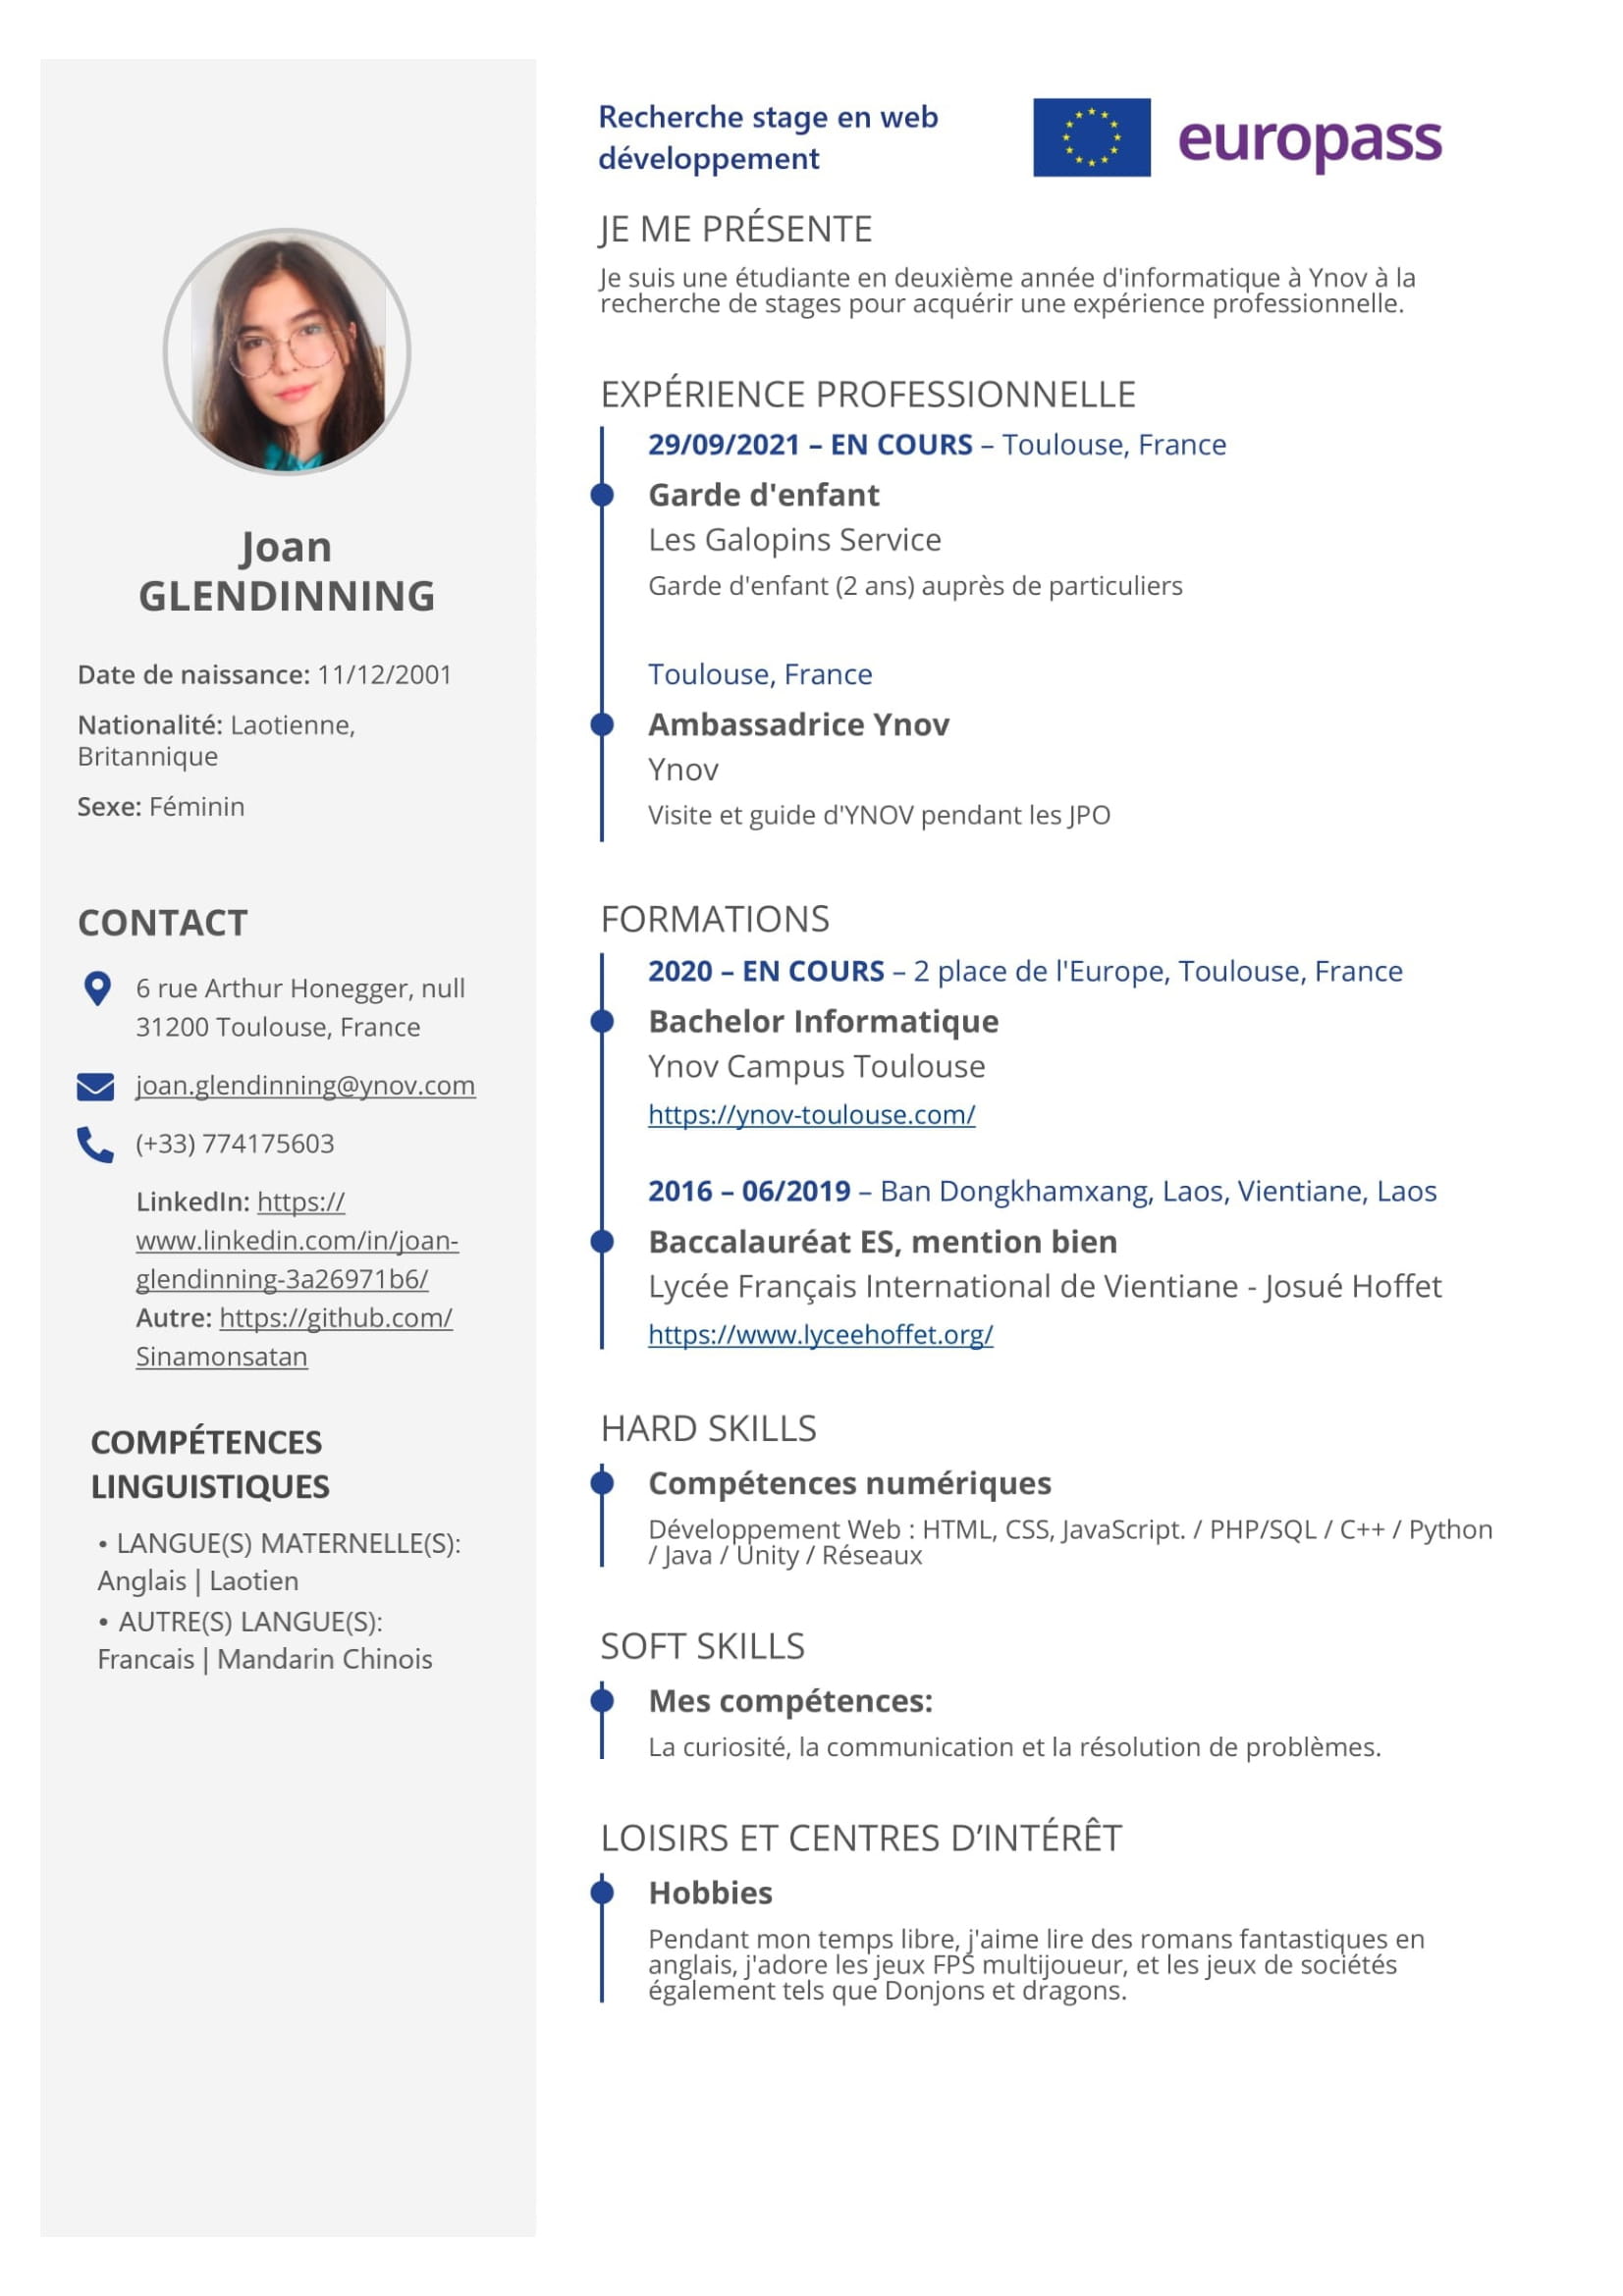 Joan
GLENDINNING
Date de naissance: 11/12/2001
Nationalité: Laotienne,
Britannique
Sexe: Féminin
CONTACT
6 rue Arthur Honegger, null
31200 Toulouse, France
joan.glendinning@ynov.com
(+33) 774175603
LinkedIn: https://
www.linkedin.com/in/joan-
glendinning-3a26971b6/
Autre: https://github.com/
Sinamonsatan
COMPÉTENCES
LINGUISTIQUES
• LANGUE(S) MATERNELLE(S):
Anglais | Laotien
• AUTRE(S) LANGUE(S):
Francais | Mandarin Chinois
Recherche stage en web
développement
europass
JE ME PRÉSENTE
Je suis une étudiante en deuxième année d'informatique à Ynov à la
recherche de stages pour acquérir une expérience professionnelle.
EXPÉRIENCE PROFESSIONNELLE
29/09/2021 – EN COURS – Toulouse, France
Garde d'enfant
Les Galopins Service
Garde d'enfant (2 ans) auprès de particuliers
Toulouse, France
Ambassadrice Ynov
Ynov
Visite et guide d'YNOV pendant les JPO
FORMATIONS
2020 – EN COURS – 2 place de l'Europe, Toulouse, France
Bachelor Informatique
Ynov Campus Toulouse
https://ynov-toulouse.com/
2016 – 06/2019 – Ban Dongkhamxang, Laos, Vientiane, Laos
Baccalauréat ES, mention bien
Lycée Français International de Vientiane - Josué Hoffet
https://www.lyceehoffet.org/
HARD SKILLS
Compétences numériques
Développement Web : HTML, CSS, JavaScript. / PHP/SQL / C++ / Python
/ Java / Unity / Réseaux
SOFT SKILLS
Mes compétences:
La curiosité, la communication et la résolution de problèmes.
LOISIRS ET CENTRES D’INTÉRÊT
Hobbies
Pendant mon temps libre, j'aime lire des romans fantastiques en
anglais, j'adore les jeux FPS multijoueur, et les jeux de sociétés
également tels que Donjons et dragons.